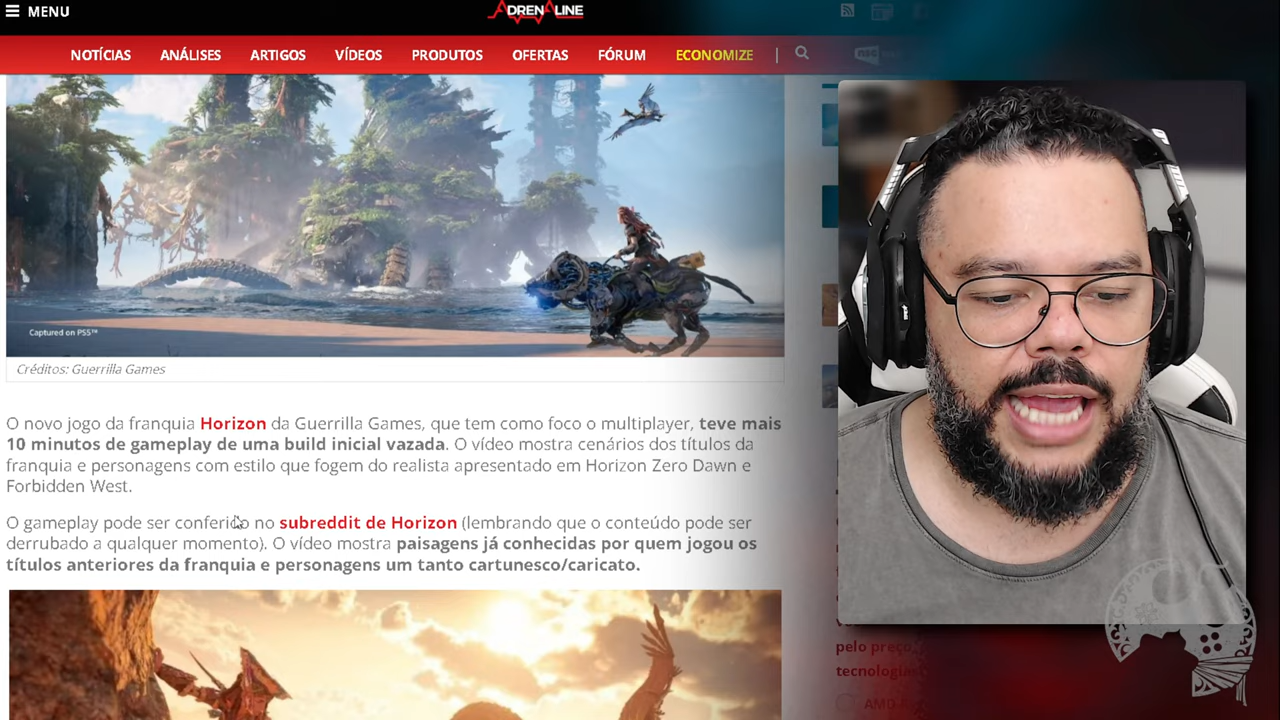 MENU
ADRENALINE
NOTÍCIAS ANÁLISES ARTIGOS VÍDEOS PRODUTOS OFERTAS FÓRUM ECONOMIZE |
Captured on PS5™
Créditos: Guerrilla Games
O novo jogo da franquia Horizon da Guerrilla Games, que tem como foco o multiplayer, teve mais
10 minutos de gameplay de uma build inicial vazada. O vídeo mostra cenários dos títulos da
franquia e personagens com estilo que fogem do realista apresentado em Horizon Zero Dawn e
Forbidden West.
O gameplay pode ser conferido no subreddit de Horizon (lembrando que o conteúdo pode ser
derrubado a qualquer momento). O vídeo mostra paisagens já conhecidas por quem jogou os
títulos anteriores da franquia e personagens um tanto cartunesco/caricato.
pelo preço,
tecnologias
AMD